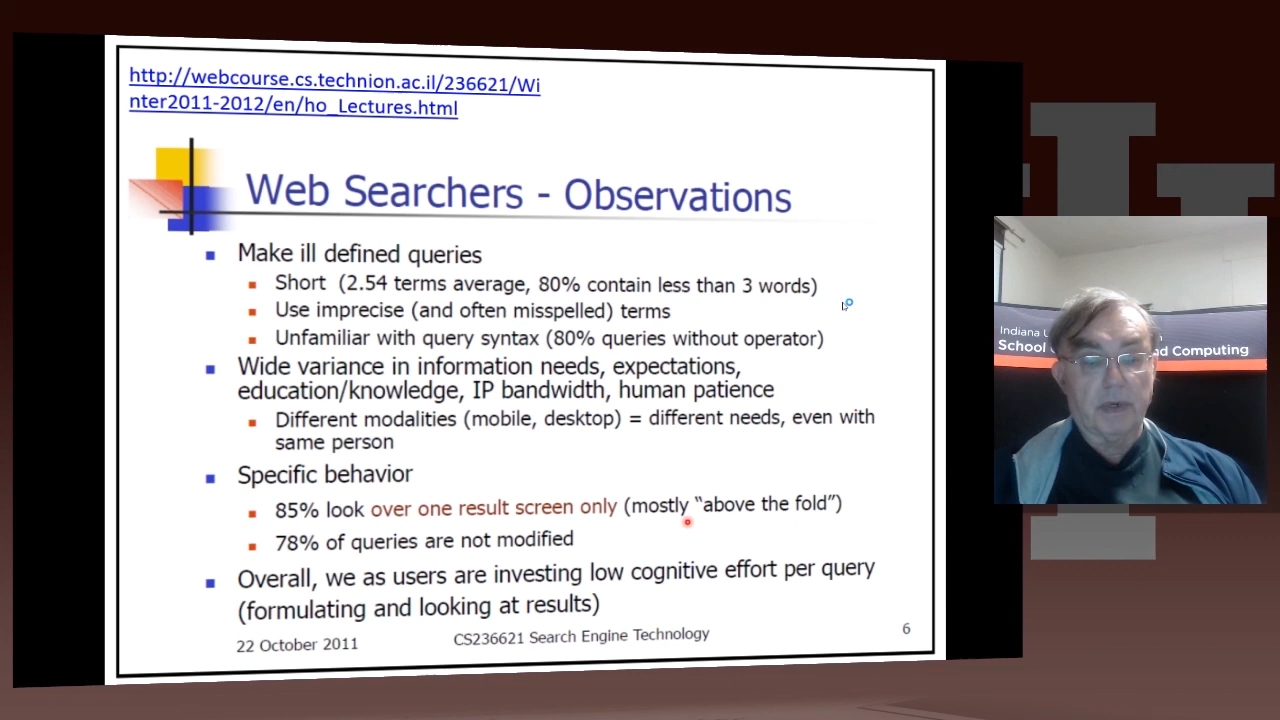 http://webcourse.cs.technion.ac.il/236621/Wi
nter2011-2012/en/ho_Lectures.html
Web Searchers - Observations
Make ill defined queries
Short (2.54 terms average, 80% contain less than 3 words)
Use imprecise (and often misspelled) terms
Unfamiliar with query syntax (80% queries without operator)
Wide variance in information needs, expectations,
education/knowledge, IP bandwidth, human patience
Different modalities (mobile, desktop) = different needs, even with
same person
Specific behavior
85% look over one result screen only (mostly “above the fold”)
78% of queries are not modified
Overall, we as users are investing low cognitive effort per query
(formulating and looking at results)
22 October 2011
CS236621 Search Engine Technology
6
Indiana U
School
nd Computing